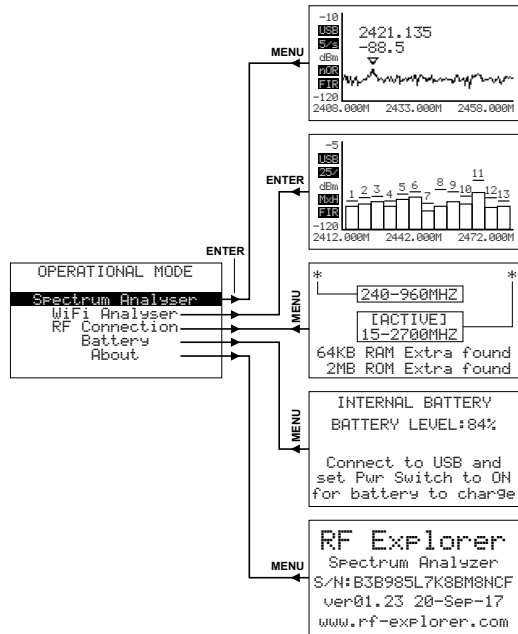 -10
USB
5/s
dBm
nOR
FIR
-120
2421.135
-88.5
2408.000M 2433.000M 2458.000M
MENU
-5
USB
25/
dBm
MxH
FIR
-120
1 2 3 4 5 6 7 8 9 10 11 12 13
2412.000M 2442.000M 2472.000M
ENTER
ENTER
OPERATIONAL MODE
Spectrum Analyser
WiFi Analyser
RF Connection
Battery
About
MENU
* *
240-960MHZ
[ACTIVE]
15-2700MHZ
64KB RAM Extra found
2MB ROM Extra found
MENU
INTERNAL BATTERY
BATTERY LEVEL:84%
Connect to USB and
set Pwr Switch to ON
for battery to charge
MENU
RF Explorer
Spectrum Analyzer
S/N:B3B985L7K8BM8NCF
ver01.23 20-Sep-17
www.rf-explorer.com